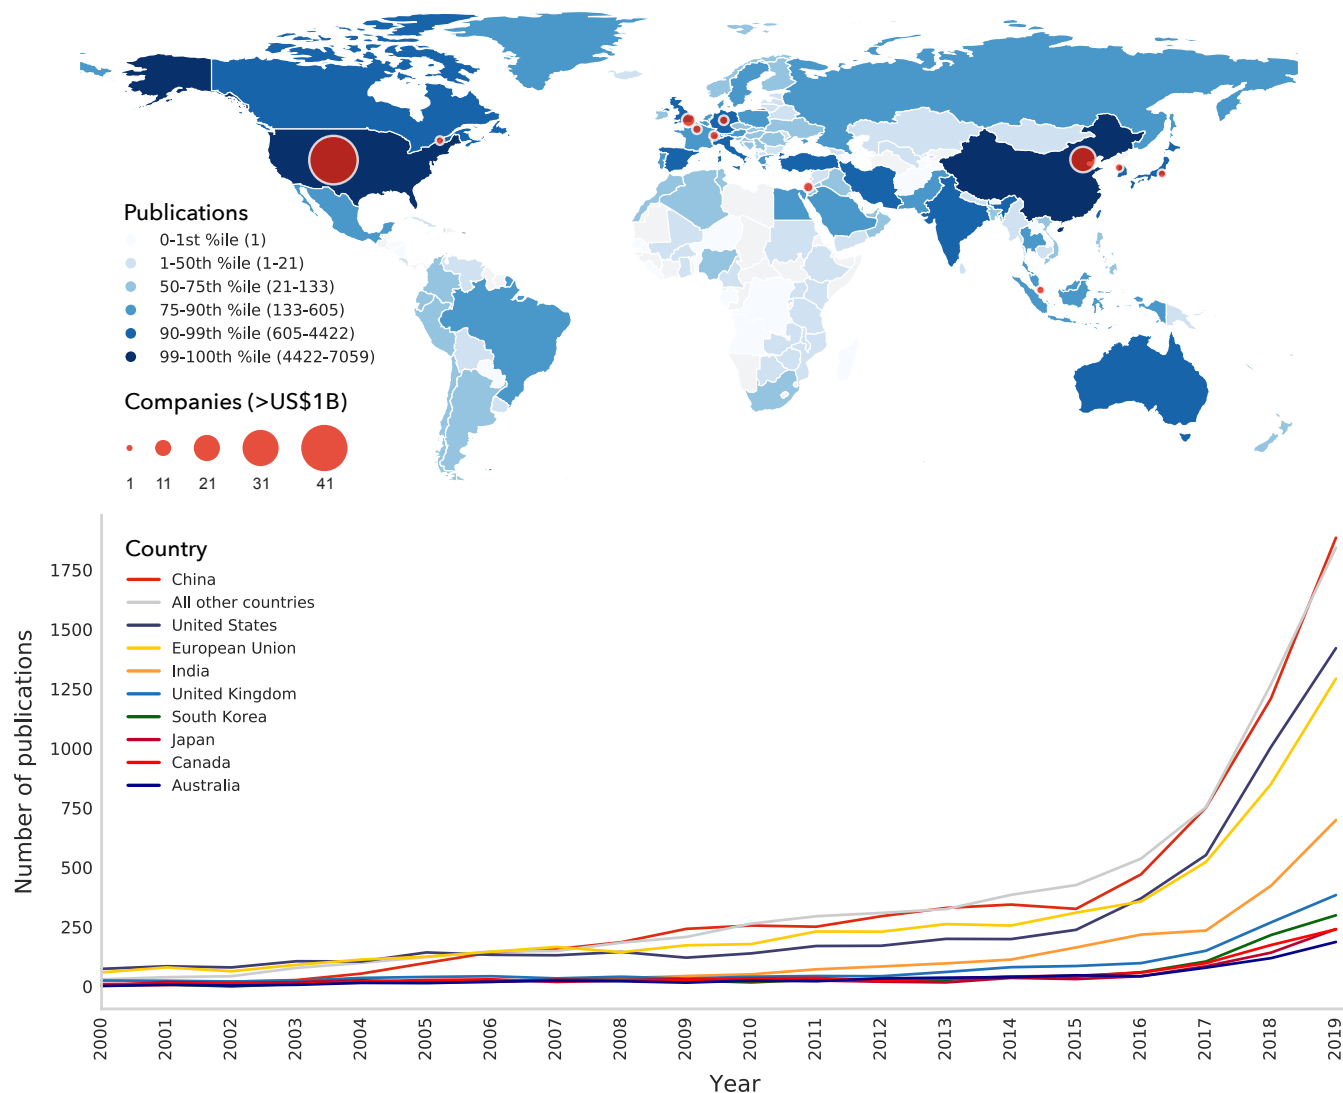 Publications
0-1st %ile (1)
1-50th %ile (1-21)
50-75th %ile (21-133)
75-90th %ile (133-605)
90-99th %ile (605-4422)
99-100th %ile (4422-7059)
Companies (>US$1B)
1 11 21 31 41
Country
China
All other countries
United States
European Union
India
United Kingdom
South Korea
Japan
Canada
Australia
Number of publications
1750
1500
1250
1000
750
500
250
0
2000 2001 2002 2003 2004 2005 2006 2007 2008 2009 2010 2011 2012 2013 2014 2015 2016 2017 2018 2019
Year